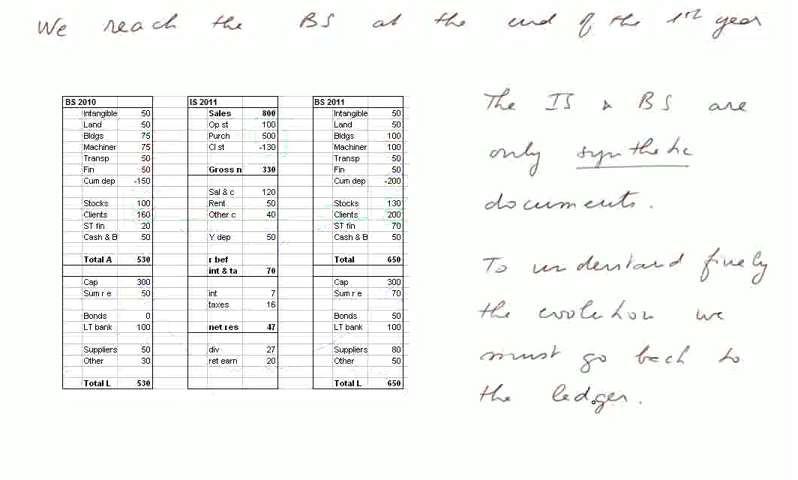 We reach the BS at the end of the 1st year
BS 2010 IS 2011 BS 2011
Intangible 50 Sales 800 Intangible 50
Land 50 Op st 100 Land 50
Bldgs 75 Purch 500 Bldgs 100
Machiner 75 Cl st -130 Machiner 100
Transp 50 Transp 50
Fin 50 Gross n 330 Fin 50
Cum dep -150 Cum dep -200
Sal & c 120
Stocks 100 Rent 50 Stocks 130
Clients 160 Other c 40 Clients 200
ST fin 20 ST fin 70
Cash & B 50 Y dep 50 Cash & B 50
Total A 530 r bef Total 650
int & ta 70
Cap 300 Cap 300
Sum r e 50 int 7 Sum r e 70
taxes 16
Bonds 0 Bonds 50
LT bank 100 net res 47 LT bank 100
Suppliers 50 div 27 Suppliers 80
Other 30 ret earn 20 Other 50
Total L 530 Total L 650
The IS & BS are
only synthetic
documents.
To understand finely
the evolution we
must go back to
the ledger.